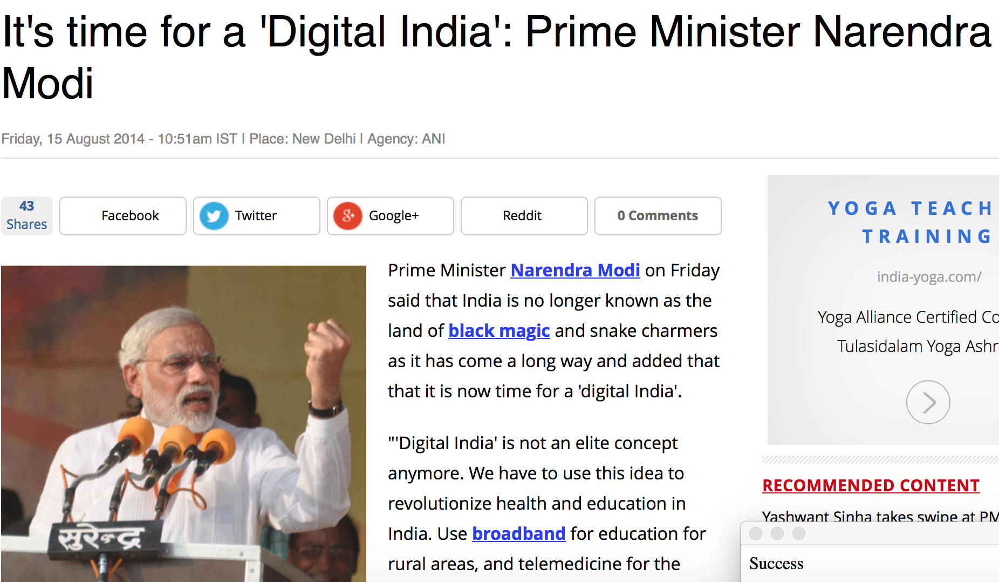 It's time for a 'Digital India': Prime Minister Narendra
Modi
Friday, 15 August 2014 - 10:51am IST | Place: New Delhi | Agency: ANI
43
Shares
Facebook
Twitter
Google+
Reddit
0 Comments
Prime Minister Narendra Modi on Friday
said that India is no longer known as the
land of black magic and snake charmers
as it has come a long way and added that
that it is now time for a 'digital India'.
"'Digital India' is not an elite concept
anymore. We have to use this idea to
revolutionize health and education in
India. Use broadband for education for
rural areas, and telemedicine for the
सुरेन्द्र
YOGA TEACH
TRAINING
india-yoga.com/
Yoga Alliance Certified Co
Tulasidalam Yoga Ashr
RECOMMENDED CONTENT
Yashwant Sinha takes swipe at PM
Success